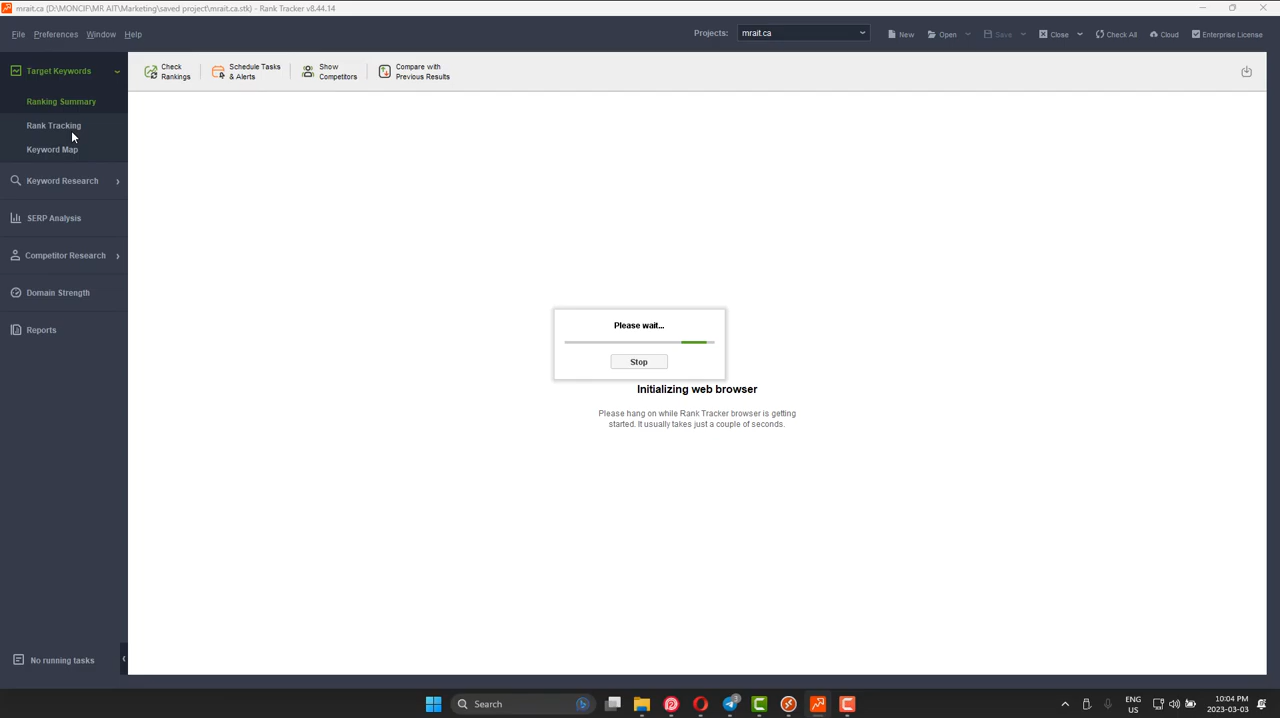 mrait.ca (D:\MONCIF\MR AIT\Marketing\saved project\mrait.ca.stk) - Rank Tracker v8.44.14
File Preferences Window Help
Projects: mrait.ca New Open Save Close Check All Cloud Enterprise License
Target Keywords
Ranking Summary
Rank Tracking
Keyword Map
Keyword Research
SERP Analysis
Competitor Research
Domain Strength
Reports
No running tasks
Check
Rankings
Schedule Tasks
& Alerts
Show
Competitors
Compare with
Previous Results
Please wait...
Stop
Initializing web browser
Please hang on while Rank Tracker browser is getting
started. It usually takes just a couple of seconds.
Search
ENG
US
10:04 PM
2023-03-03